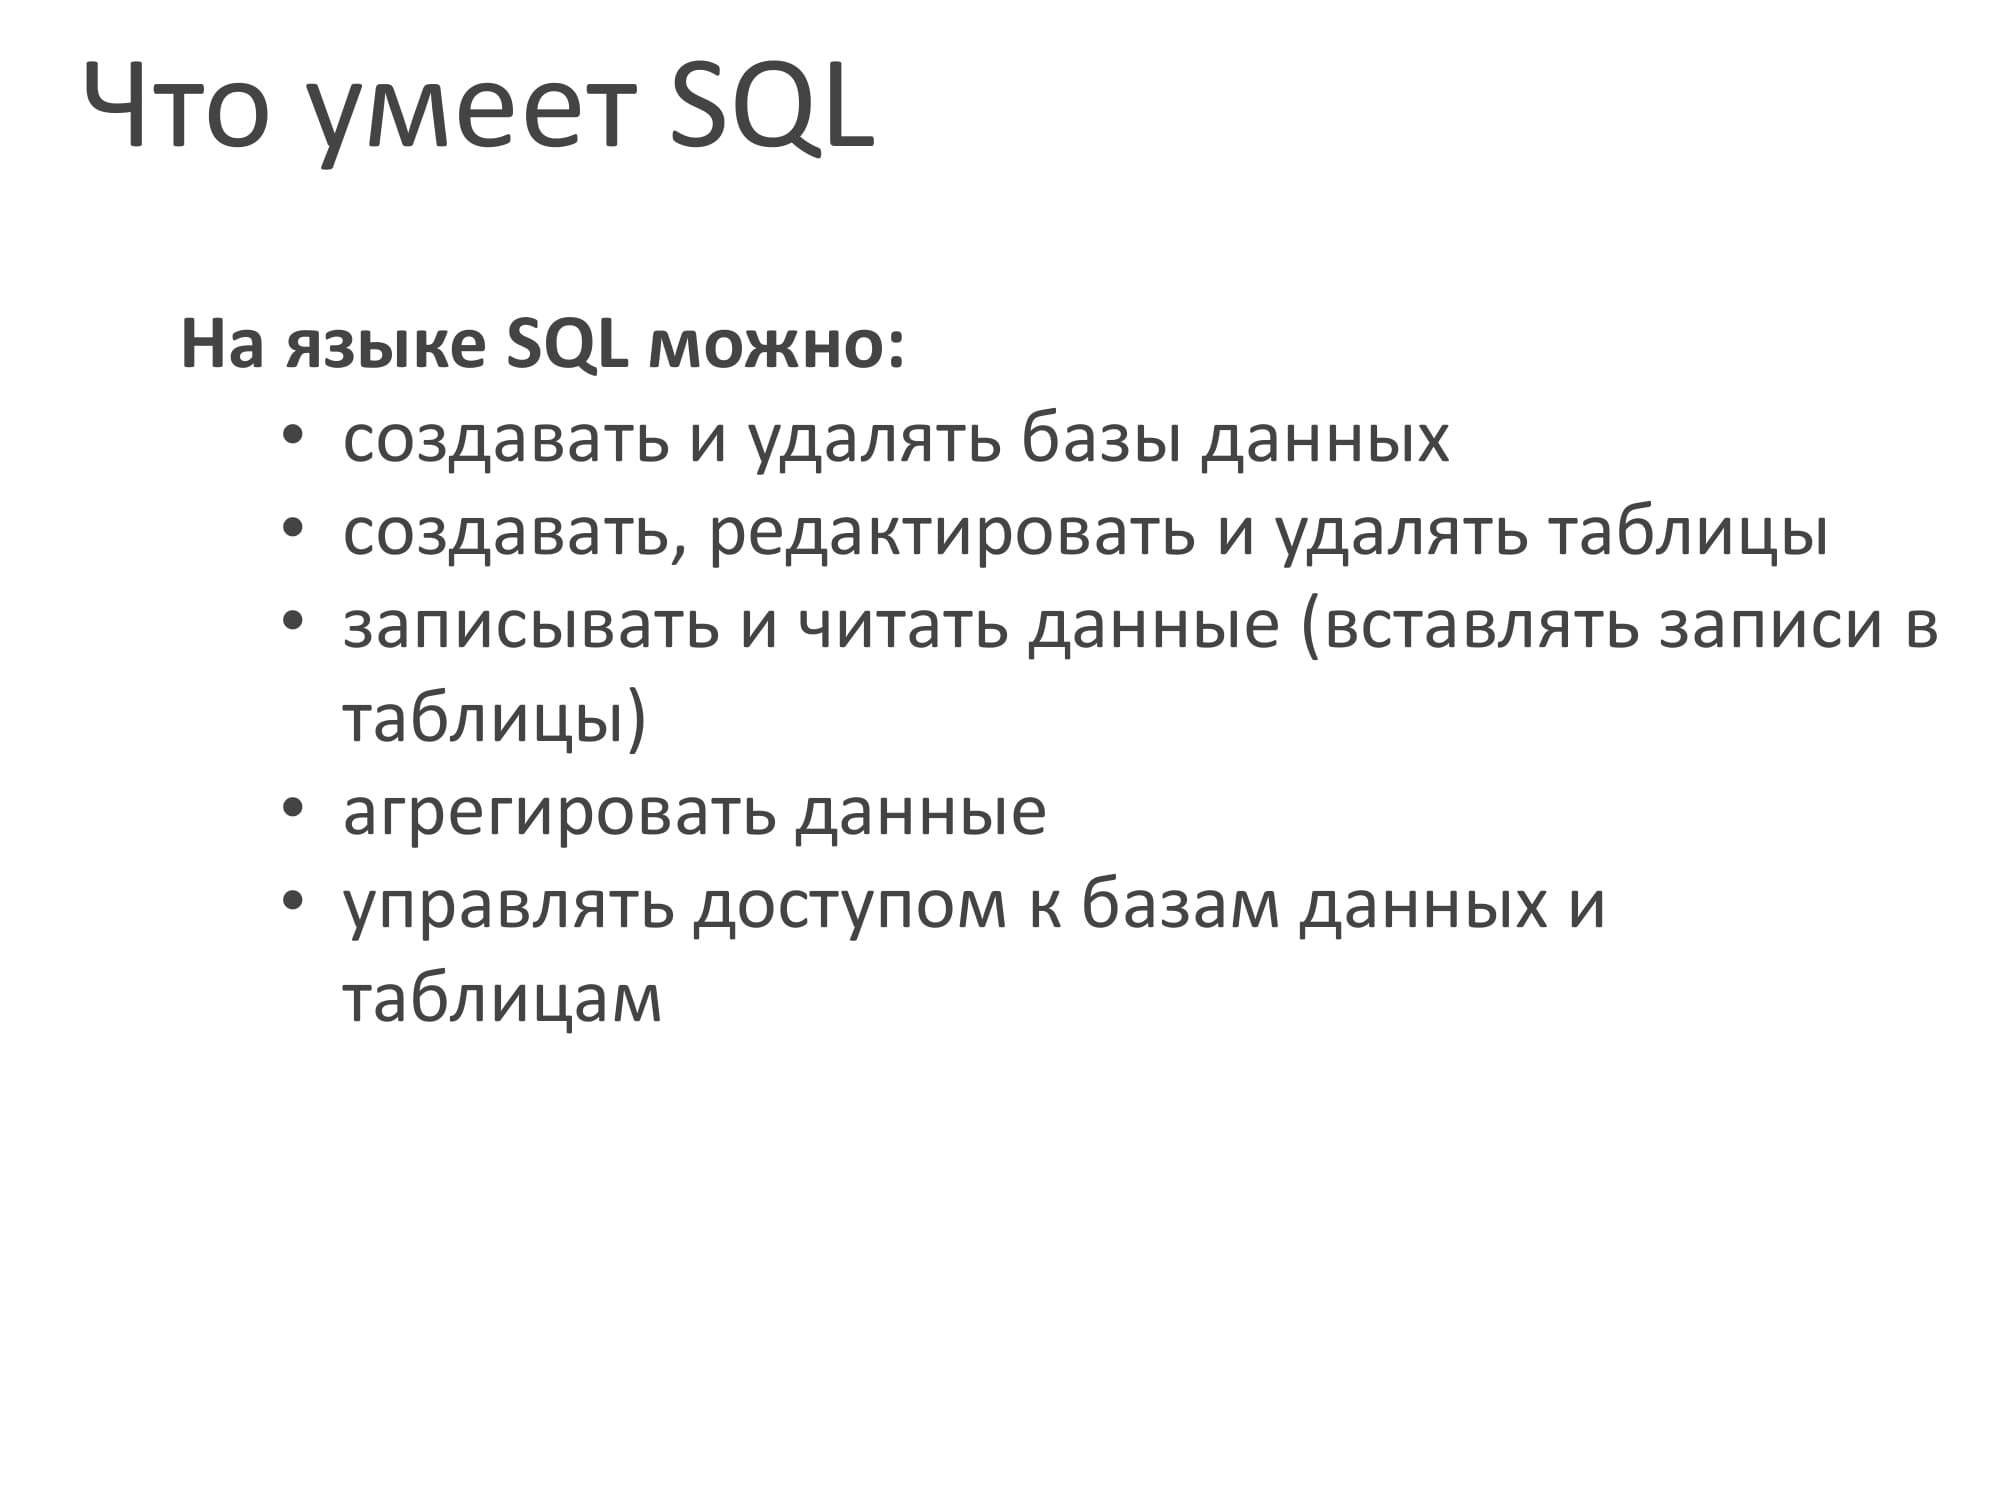 Что умеет SQL
На языке SQL можно:
• создавать и удалять базы данных
• создавать, редактировать и удалять таблицы
• записывать и читать данные (вставлять записи в
таблицы)
• агрегировать данные
• управлять доступом к базам данных и
таблицам